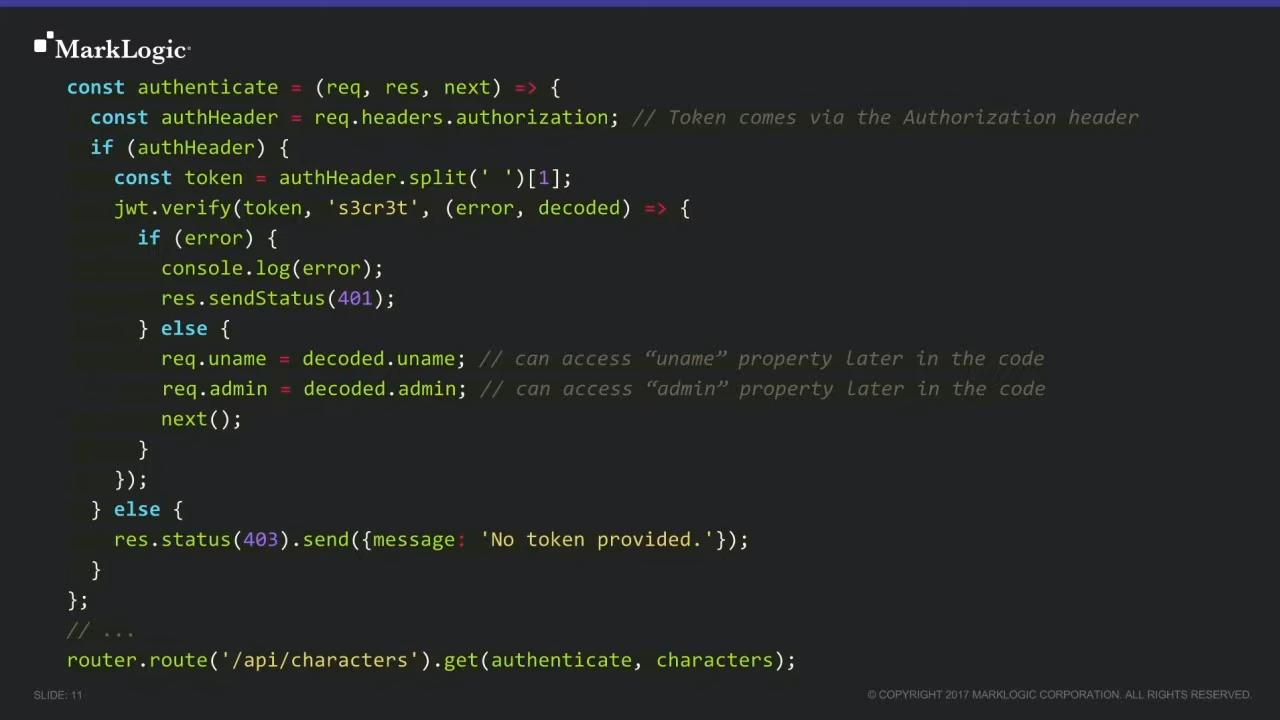 MarkLogic®
const authenticate = (req, res, next) => {
  const authHeader = req.headers.authorization; // Token comes via the Authorization header
  if (authHeader) {
    const token = authHeader.split(' ')[1];
    jwt.verify(token, 's3cr3t', (error, decoded) => {
      if (error) {
        console.log(error);
        res.sendStatus(401);
      } else {
        req.uname = decoded.uname; // can access “uname” property later in the code
        req.admin = decoded.admin; // can access “admin” property later in the code
        next();
      }
    });
  } else {
    res.status(403).send({message: 'No token provided.'});
  }
};
// ...
router.route('/api/characters').get(authenticate, characters);
SLIDE: 11
© COPYRIGHT 2017 MARKLOGIC CORPORATION. ALL RIGHTS RESERVED.